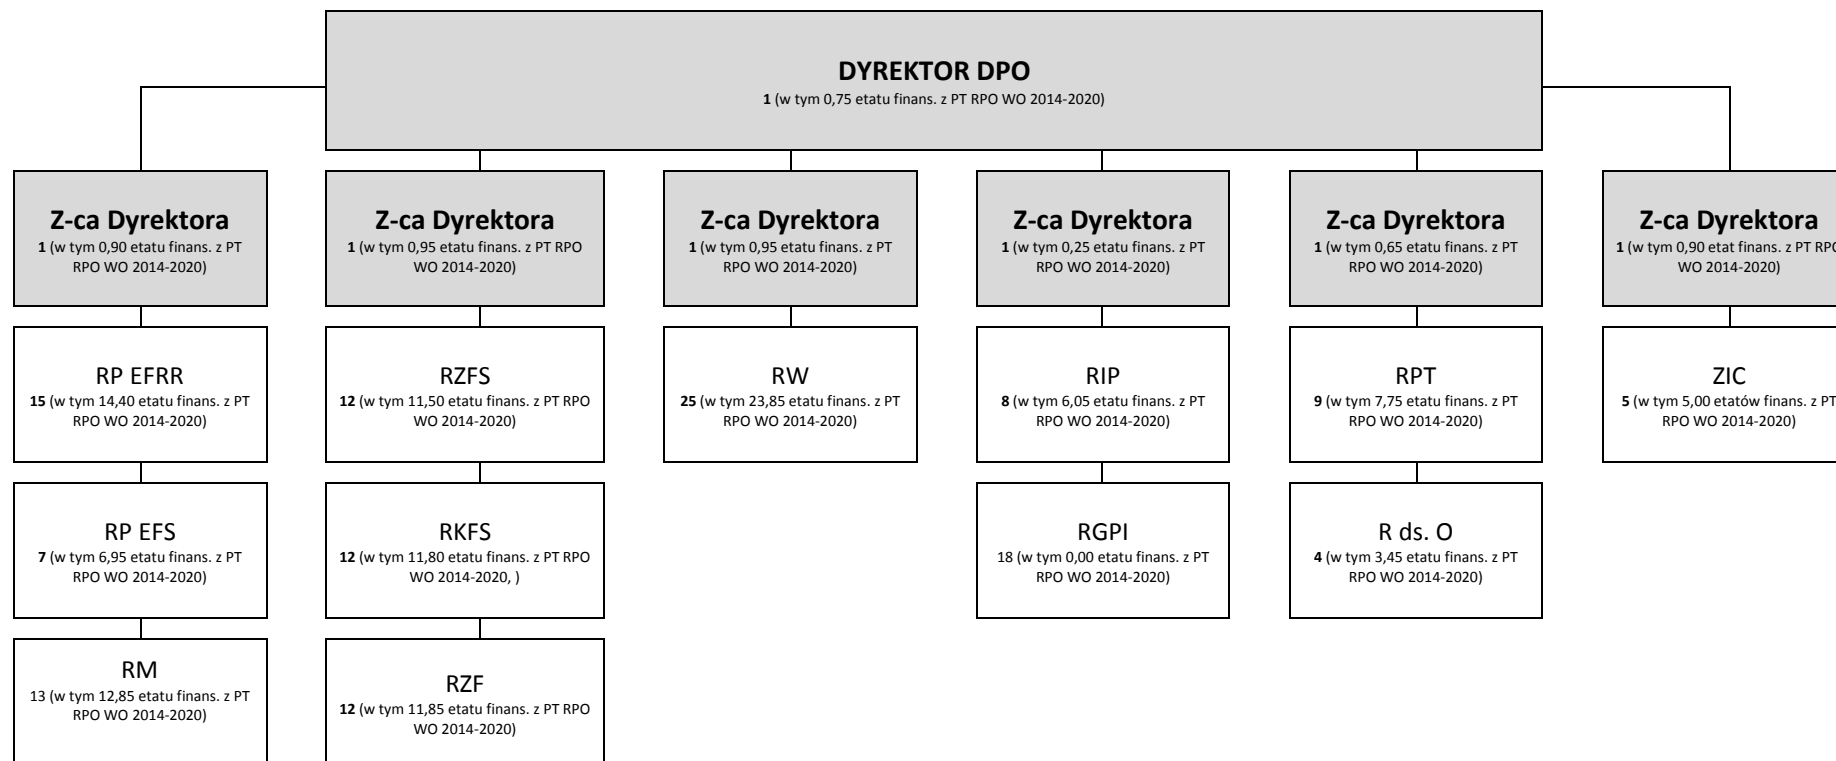 DYREKTOR DPO
1 (w tym 0,75 etatu finans. z PT RPO WO 2014-2020)
Z-ca Dyrektora
1 (w tym 0,90 etatu finans. z PT
RPO WO 2014-2020)
Z-ca Dyrektora
1 (w tym 0,95 etatu finans. z PT RPO
WO 2014-2020)
Z-ca Dyrektora
1 (w tym 0,95 etatu finans. z PT
RPO WO 2014-2020)
Z-ca Dyrektora
1 (w tym 0,25 etatu finans. z PT
RPO WO 2014-2020)
Z-ca Dyrektora
1 (w tym 0,65 etatu finans. z PT
RPO WO 2014-2020)
Z-ca Dyrektora
1 (w tym 0,90 etat finans. z PT RPO
WO 2014-2020)
RP EFRR
15 (w tym 14,40 etatu finans. z PT
RPO WO 2014-2020)
RZFS
12 (w tym 11,50 etatu finans. z PT RPO
WO 2014-2020)
RW
25 (w tym 23,85 etatu finans. z PT
RPO WO 2014-2020)
RIP
8 (w tym 6,05 etatu finans. z PT
RPO WO 2014-2020)
RPT
9 (w tym 7,75 etatu finans. z PT
RPO WO 2014-2020)
ZIC
5 (w tym 5,00 etatów finans. z PT
RPO WO 2014-2020)
RP EFS
7 (w tym 6,95 etatu finans. z PT
RPO WO 2014-2020)
RKFS
12 (w tym 11,80 etatu finans. z PT RPO
WO 2014-2020, )
RGPI
18 (w tym 0,00 etatu finans. z PT
RPO WO 2014-2020)
R ds. O
4 (w tym 3,45 etatu finans. z PT
RPO WO 2014-2020)
RM
13 (w tym 12,85 etatu finans. z PT
RPO WO 2014-2020)
RZF
12 (w tym 11,85 etatu finans. z PT RPO
WO 2014-2020)